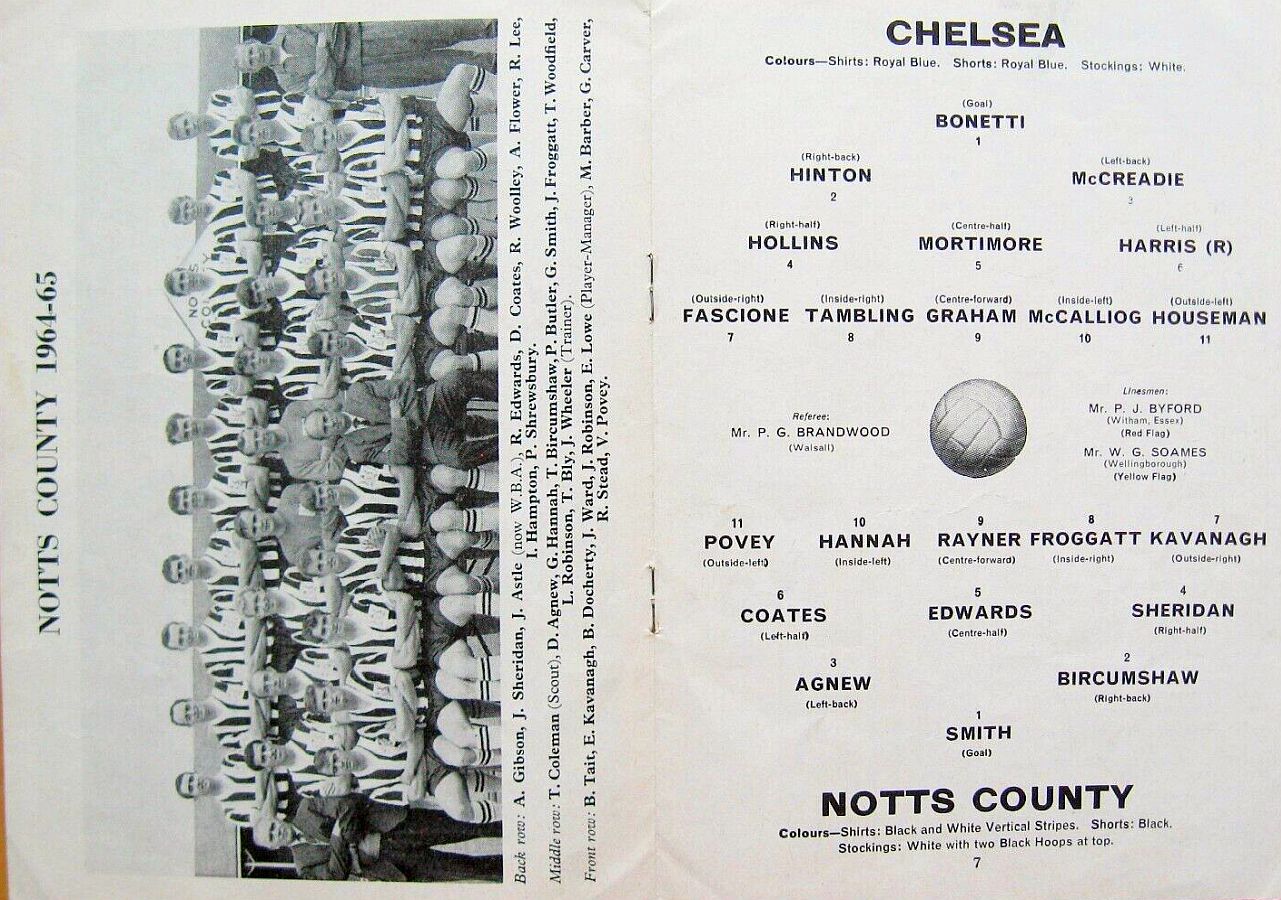 NOTTS COUNTY 1964-65
Back row: A. Gibson, J. Sheridan, J. Astle (now W.B.A.), R. Edwards, D. Coates, R. Woolley, A. Flower, R. Lee,
I. Hampton, P. Shrewsbury.
Middle row: T. Coleman (Scout), D. Agnew, G. Hannah, T. Bircumshaw, P. Butler, G. Smith, J. Froggatt, T. Woodfield,
L. Robinson, T. Bly, J. Wheeler (Trainer).
Front row: B. Tait, E. Kavanagh, B. Docherty, J. Ward, J. Robinson, E. Lowe (Player-Manager), M. Barber, G. Carver,
R. Stead, V. Povey.
CHELSEA
Colours—Shirts: Royal Blue. Shorts: Royal Blue. Stockings: White.
(Goal)
BONETTI
1
(Right-back) (Left-back)
HINTON McCREADIE
2 3
(Right-half) (Centre-half) (Left-half)
HOLLINS MORTIMORE HARRIS (R)
4 5 6
(Outside-right) (Inside-right) (Centre-forward) (Inside-left) (Outside-left)
FASCIONE TAMBLING GRAHAM McCALLIOG HOUSEMAN
7 8 9 10 11
Referee:
Mr. P. G. BRANDWOOD
(Walsall)
Linesmen:
Mr. P. J. BYFORD
(Witham, Essex)
(Red Flag)
Mr. W. G. SOAMES
(Wellingborough)
(Yellow Flag)
11 10 9 8 7
POVEY HANNAH RAYNER FROGGATT KAVANAGH
(Outside-left) (Inside-left) (Centre-forward) (Inside-right) (Outside-right)
6 5 4
COATES EDWARDS SHERIDAN
(Left-half) (Centre-half) (Right-half)
3 2
AGNEW BIRCUMSHAW
(Left-back) (Right-back)
1
SMITH
(Goal)
NOTTS COUNTY
Colours—Shirts: Black and White Vertical Stripes. Shorts: Black.
Stockings: White with two Black Hoops at top.
7